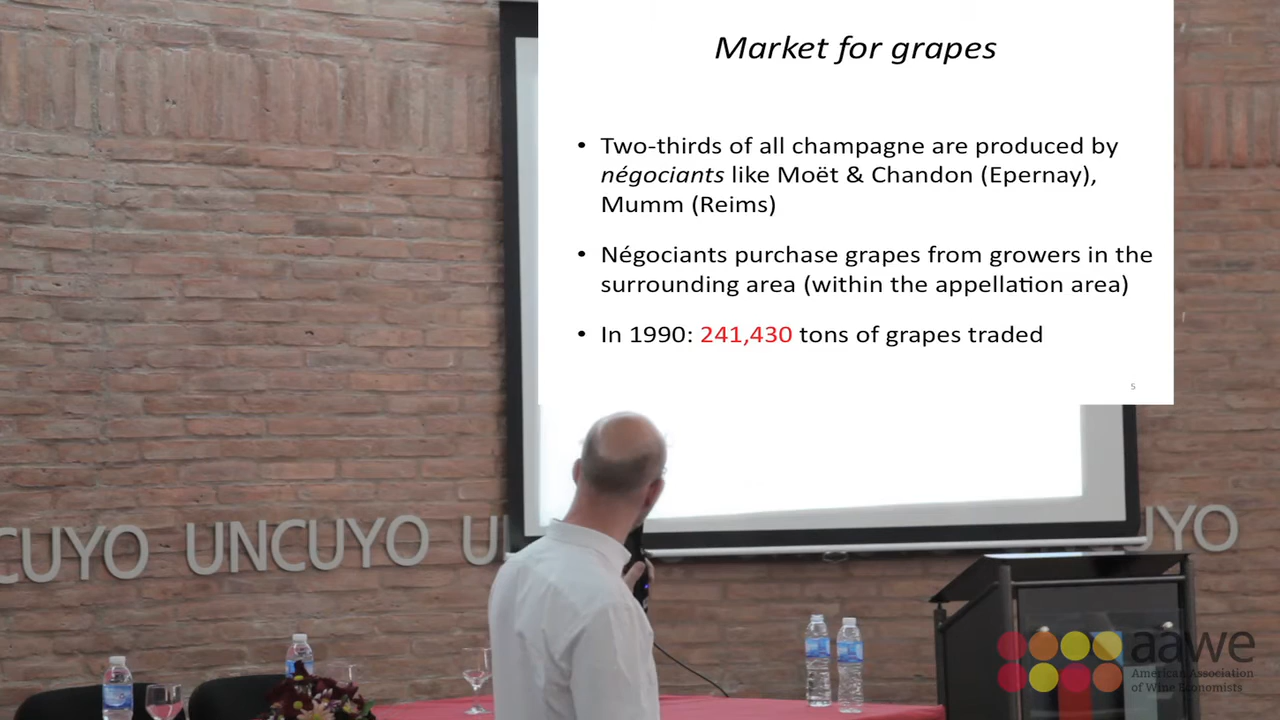 Market for grapes
• Two-thirds of all champagne are produced by
négociants like Moët & Chandon (Epernay),
Mumm (Reims)
• Négociants purchase grapes from growers in the
surrounding area (within the appellation area)
• In 1990: 241,430 tons of grapes traded
5
CUYO UNCUYO U UYO
aawe
American Association
of Wine Economists